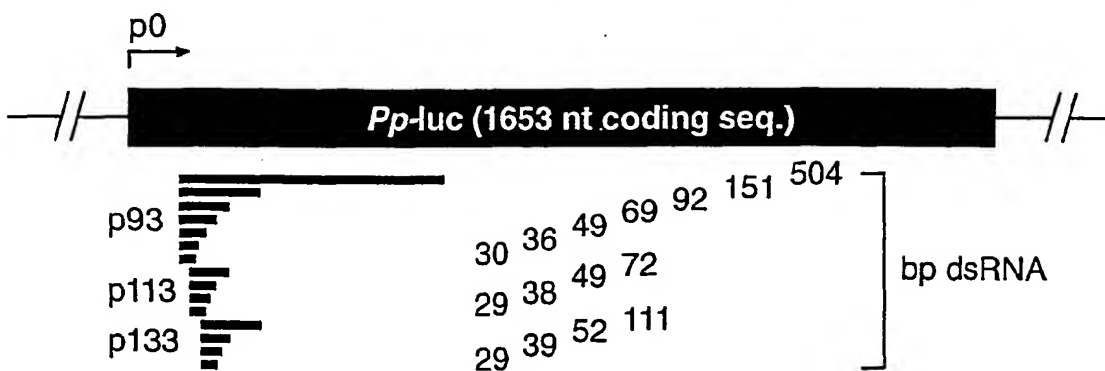 p0
Pp-luc (1653 nt coding seq.)
p93
30 36 49 69 92 151 504
p113
29 38 49 72
p133
29 39 52 111
bp dsRNA